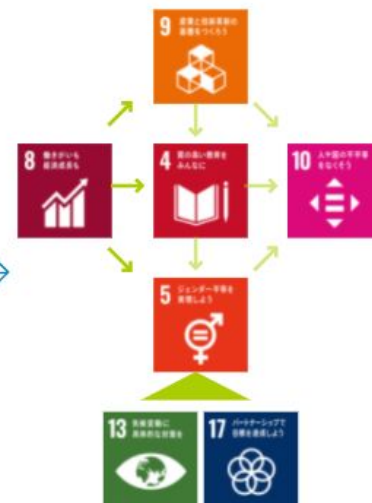 9 産業と技術革新の
基盤をつくろう
8 働きがいも
経済成長も
4 質の高い教育を
みんなに
10 人や国の不平等
をなくそう
5 ジェンダー平等を
実現しよう
13 気候変動に
具体的な対策を
17 パートナーシップで
目標を達成しよう